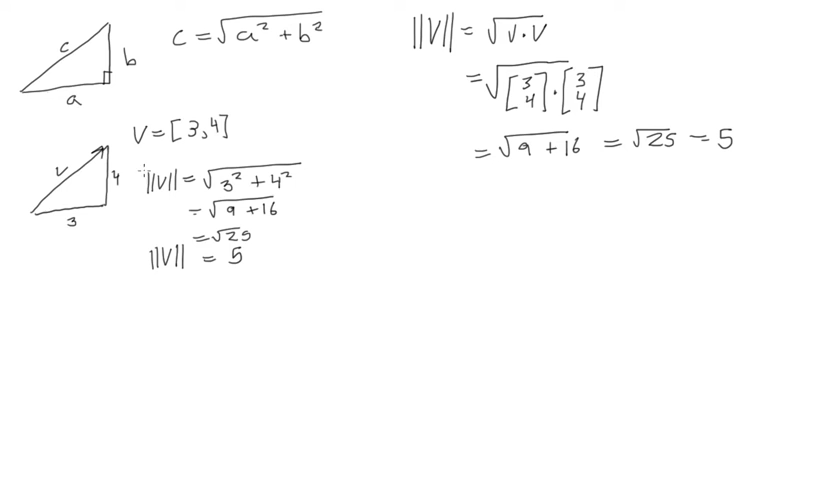 c
b
a
c = √(a² + b²)
v = [3, 4]
v
4
3
||v|| = √(3² + 4²)
= √(9 + 16)
= √25
||v|| = 5
||v|| = √(v · v)
= √([3 4] · [3 4])
= √(9 + 16) = √25 = 5